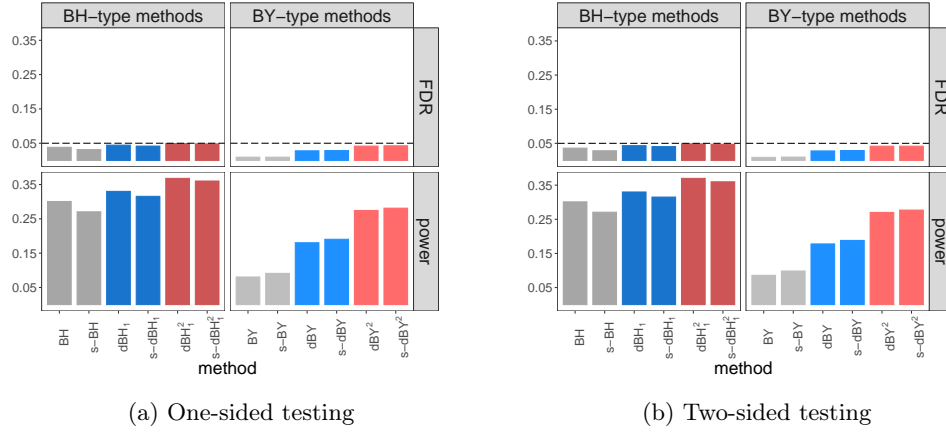 BH−type methods BY−type methods
0.35
0.25
0.15
0.05
FDR
0.35
0.25
0.15
0.05
power
BH s−BH dBH₁ s−dBH₁ dBH²₁ s−dBH²₁ BY s−BY dBY s−dBY dBY² s−dBY²
method
(a) One-sided testing
BH−type methods BY−type methods
0.35
0.25
0.15
0.05
FDR
0.35
0.25
0.15
0.05
power
BH s−BH dBH₁ s−dBH₁ dBH²₁ s−dBH²₁ BY s−BY dBY s−dBY dBY² s−dBY²
method
(b) Two-sided testing